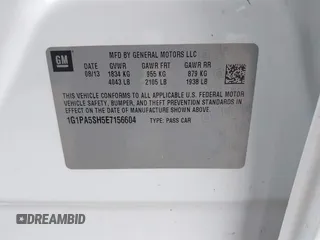 GM
MFD BY GENERAL MOTORS LLC
08/13 GVWR GAWR FRT GAWR RR
1834 KG 955 KG 879 KG
4043 LB 2105 LB 1938 LB
THIS VEHICLE CONFORMS TO ALL APPLICABLE U.S. FEDERAL MOTOR
VEHICLE SAFETY, BUMPER, AND THEFT PREVENTION STANDARDS
IN EFFECT ON THE DATE OF MANUFACTURE SHOWN ABOVE.
1G1PA5SH5E7156604 TYPE: PASS CAR
DREAMBID